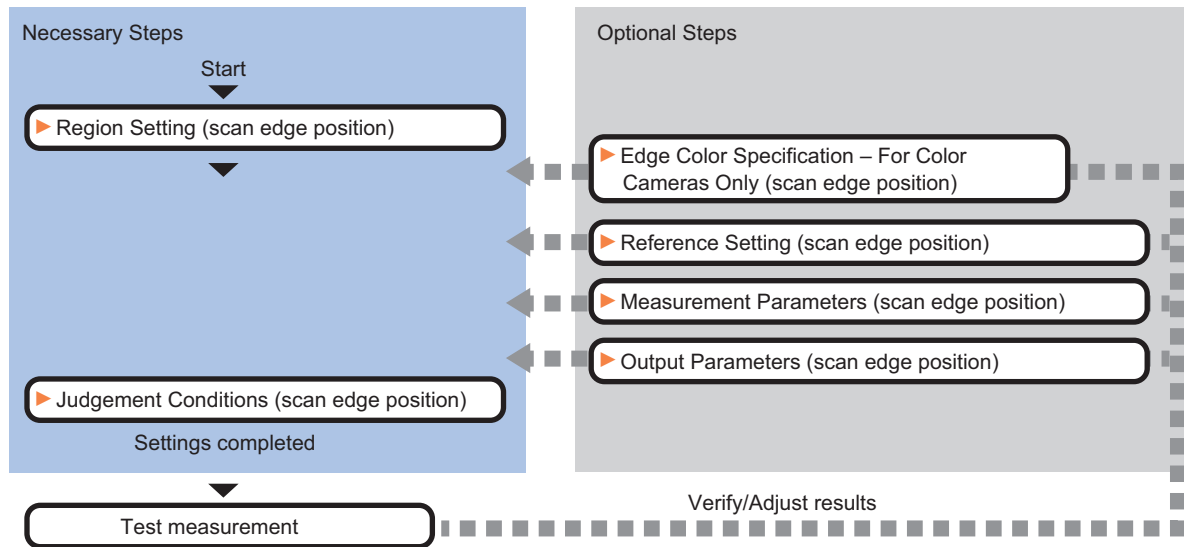 Necessary Steps
Start
Region Setting (scan edge position)
Judgement Conditions (scan edge position)
Settings completed
Test measurement
Optional Steps
Edge Color Specification – For Color
Cameras Only (scan edge position)
Reference Setting (scan edge position)
Measurement Parameters (scan edge position)
Output Parameters (scan edge position)
Verify/Adjust results